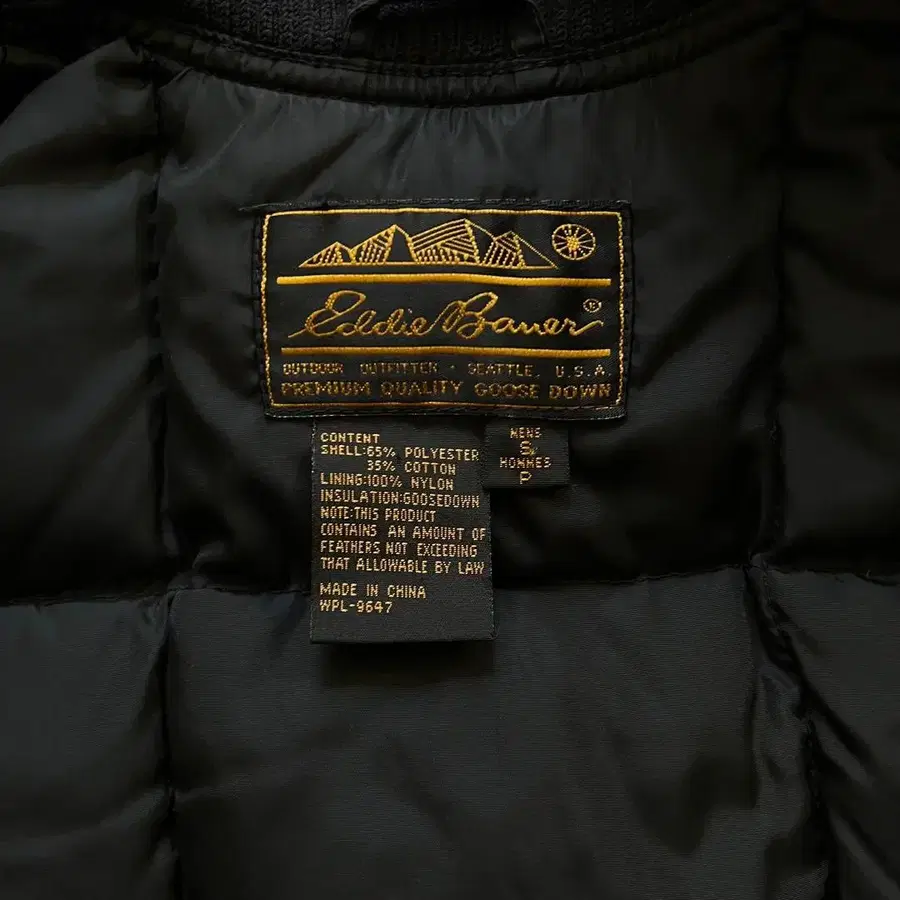 Eddie Bauer®
OUTDOOR OUTFITTER · SEATTLE, U.S.A.
PREMIUM QUALITY GOOSE DOWN
CONTENT
SHELL:65% POLYESTER
35% COTTON
LINING:100% NYLON
INSULATION:GOOSEDOWN
NOTE:THIS PRODUCT
CONTAINS AN AMOUNT OF
FEATHERS NOT EXCEEDING
THAT ALLOWABLE BY LAW
MADE IN CHINA
WPL-9647
MENS
S
HOMMES
P